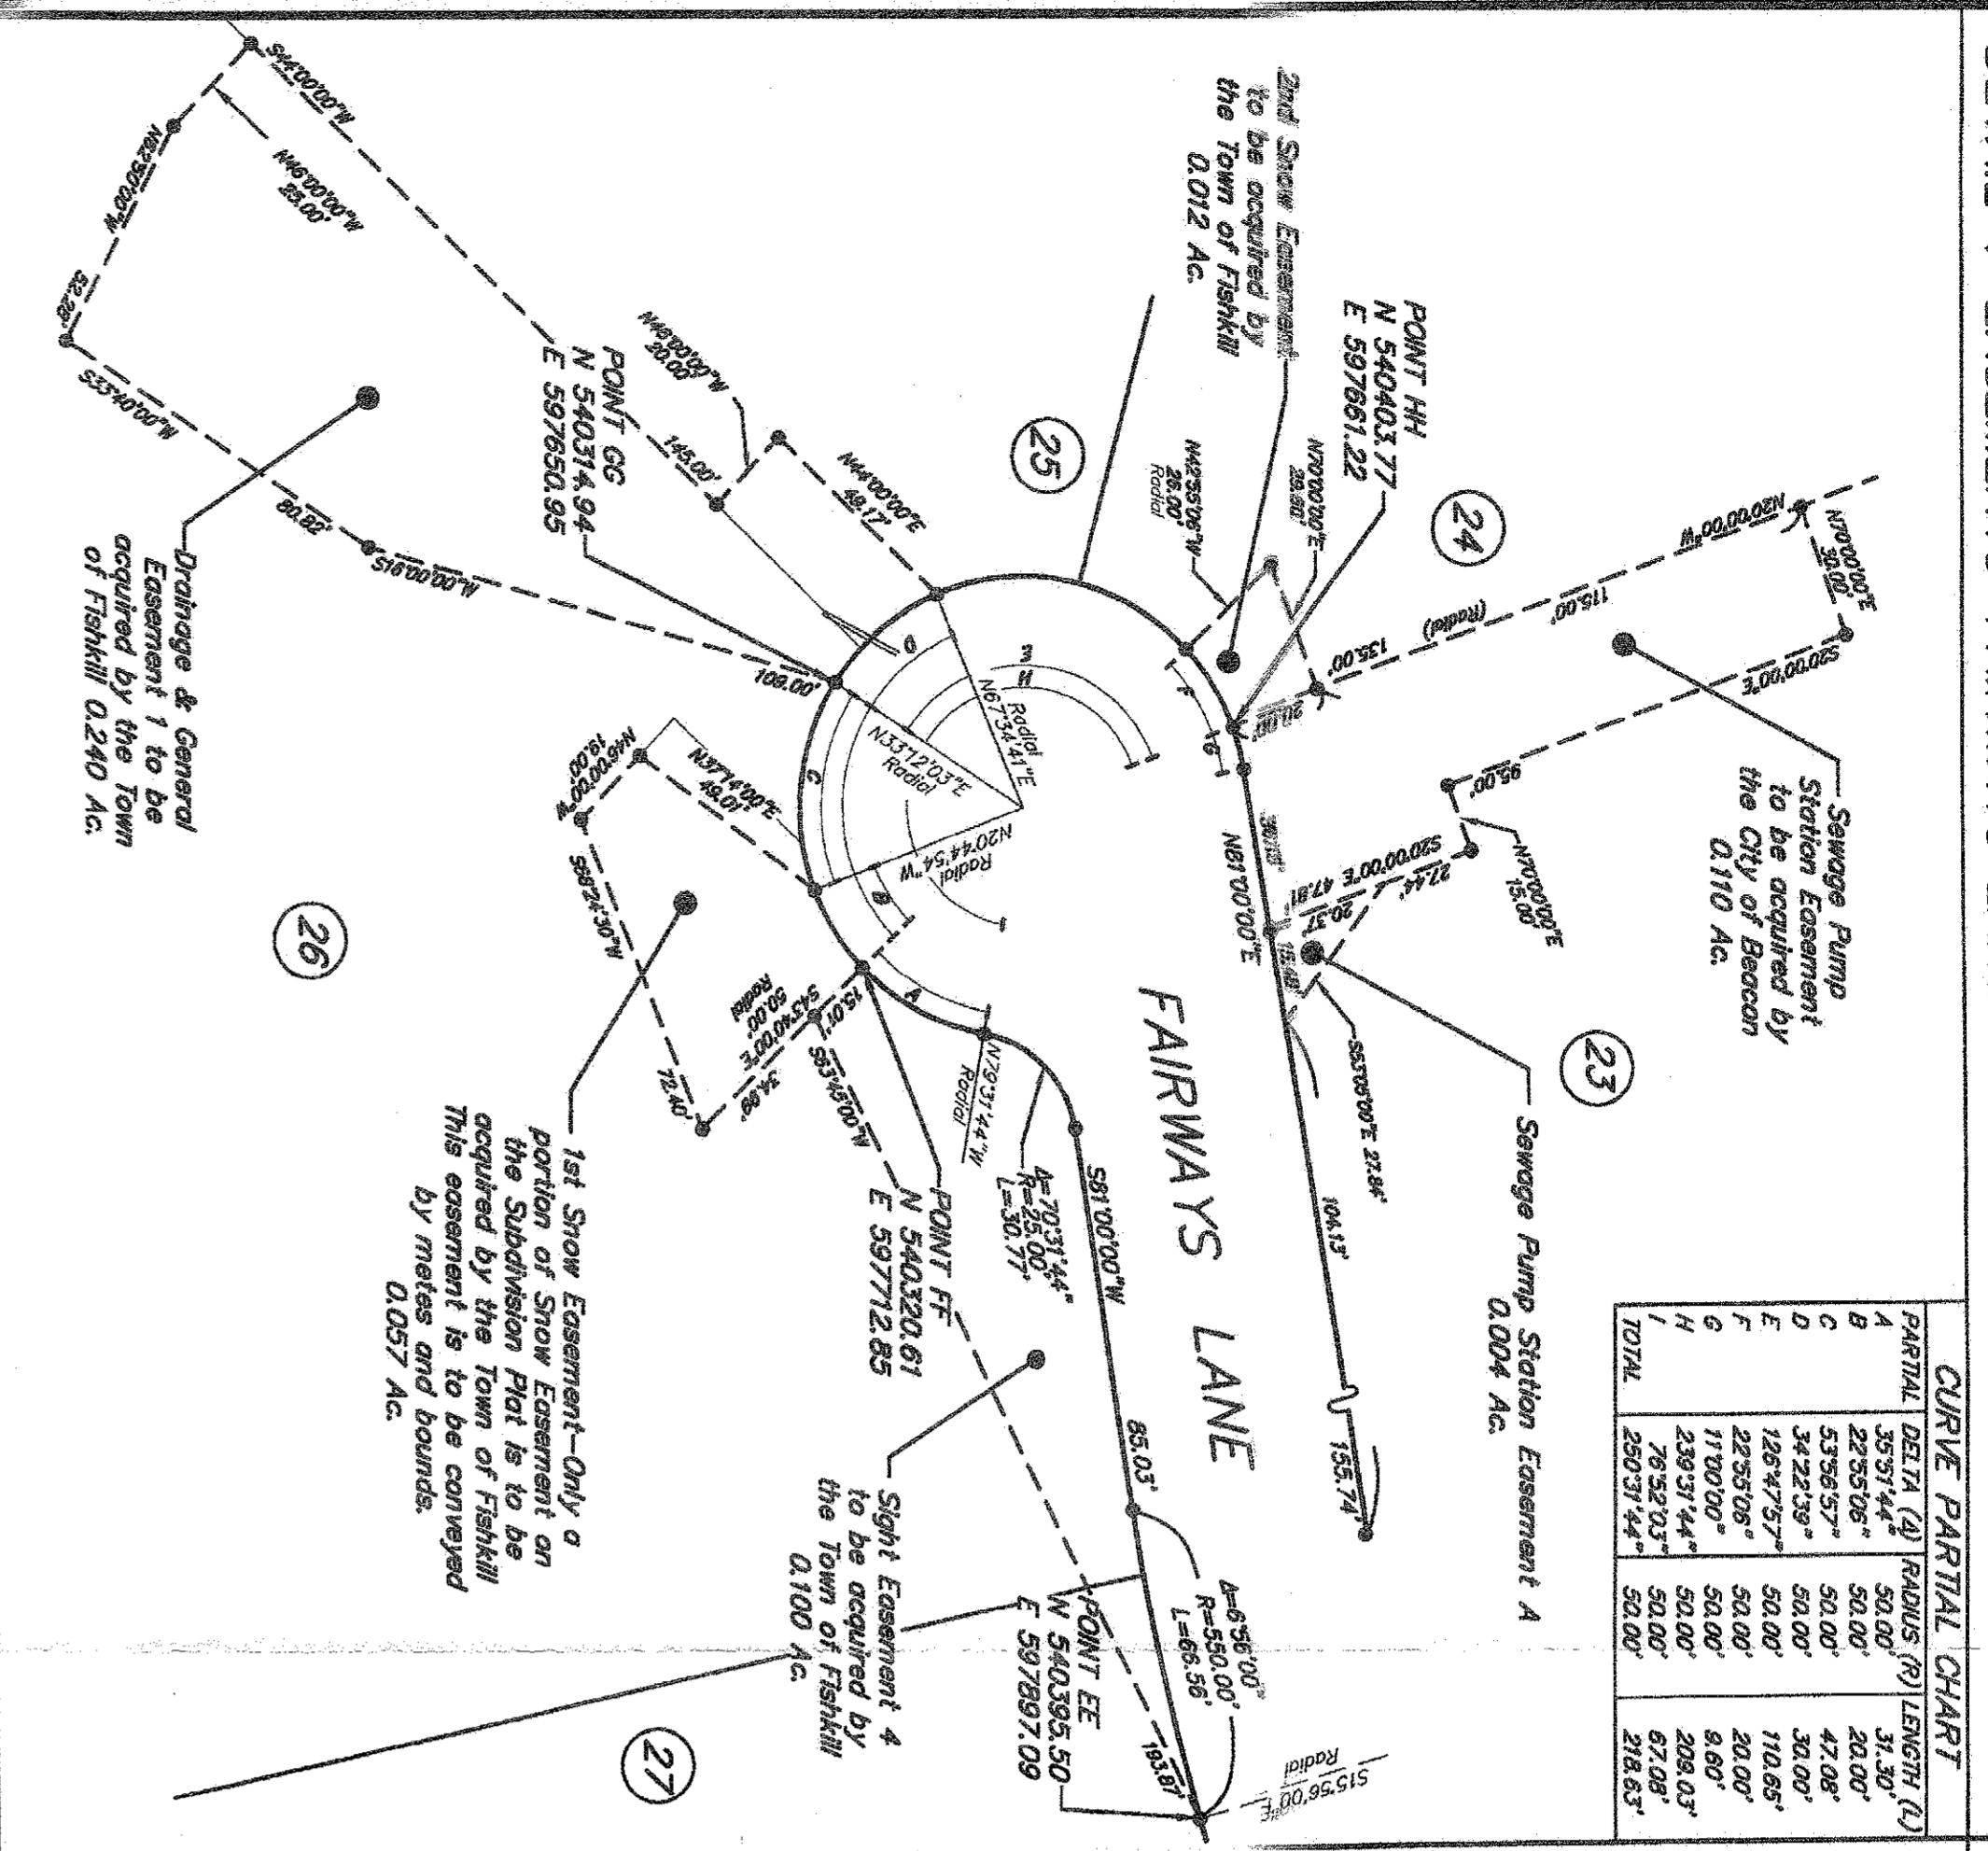 CURVE PARTIAL CHART
PARTIAL DELTA (Δ) RADIUS (R) LENGTH (L)
A 35°51'44" 50.00' 31.30'
B 22°55'06" 50.00' 20.00'
C 53°56'57" 50.00' 47.08'
D 34°22'39" 50.00' 30.00'
E 126°47'57" 50.00' 110.65'
F 22°55'06" 50.00' 20.00'
G 11°00'00" 50.00' 9.60'
H 239°31'44" 50.00' 209.03'
I 76°52'03" 50.00' 67.08'
TOTAL 250°31'44" 50.00' 218.63'
N70°00'00"E
30.00'
N20°00'00"W
115.00'
(Radial)
135.00'
20.00'
S20°00'00"E
95.00'
N70°00'00"E
15.00'
S20°00'00"E 47.81'
27.44'
20.37'
Sewage Pump
Station Easement
to be acquired by
the City of Beacon
0.110 Ac.
24
POINT HH
N 540403.77
E 597661.22
N70°00'00"E
N42°55'06"W
26.00'
Radial
2nd Snow Easement
to be acquired by
the Town of Fishkill
0.012 Ac.
25
23
Sewage Pump Station Easement A
0.004 Ac.
S53°05'00"E 27.84'
N81°00'00"E
104.13'
155.74'
FAIRWAYS LANE
F
G
H
D
C
B
A
N67°34'41"E
Radial
N33°12'03"E
Radial
N20°44'54"W
Radial
N79°31'44"W
Radial
Δ=70°31'44"
R=25.00'
L=30.77'
S81°00'00"W
85.03'
Δ=6°56'00"
R=550.00'
L=66.56'
S15°56'00"E
Radial
193.87'
POINT EE
N 540395.50
E 597897.09
Sight Easement 4
to be acquired by
the Town of Fishkill
0.100 Ac.
27
POINT FF
N 540320.61
E 597712.85
S63°45'00"W
15.01'
S43°40'00"E
50.00'
Radial
34.99'
72.40'
S68°24'30"W
N46°00'00"W
19.00'
N37°14'00"E
49.01'
1st Snow Easement-Only a
portion of Snow Easement on
the Subdivision Plat is to be
acquired by the Town of Fishkill
This easement is to be conveyed
by metes and bounds.
0.057 Ac.
26
N44°00'00"E
49.17'
N46°00'00"W
20.00'
145.00'
POINT GG
N 540314.94
E 597650.95
109.00'
S16°00'00"W
80.82'
S33°40'00"W
52.28'
N62°50'00"W
N46°00'00"W
25.00'
S44°00'00"W
Drainage & General
Easement 1 to be
acquired by the Town
of Fishkill 0.240 Ac.